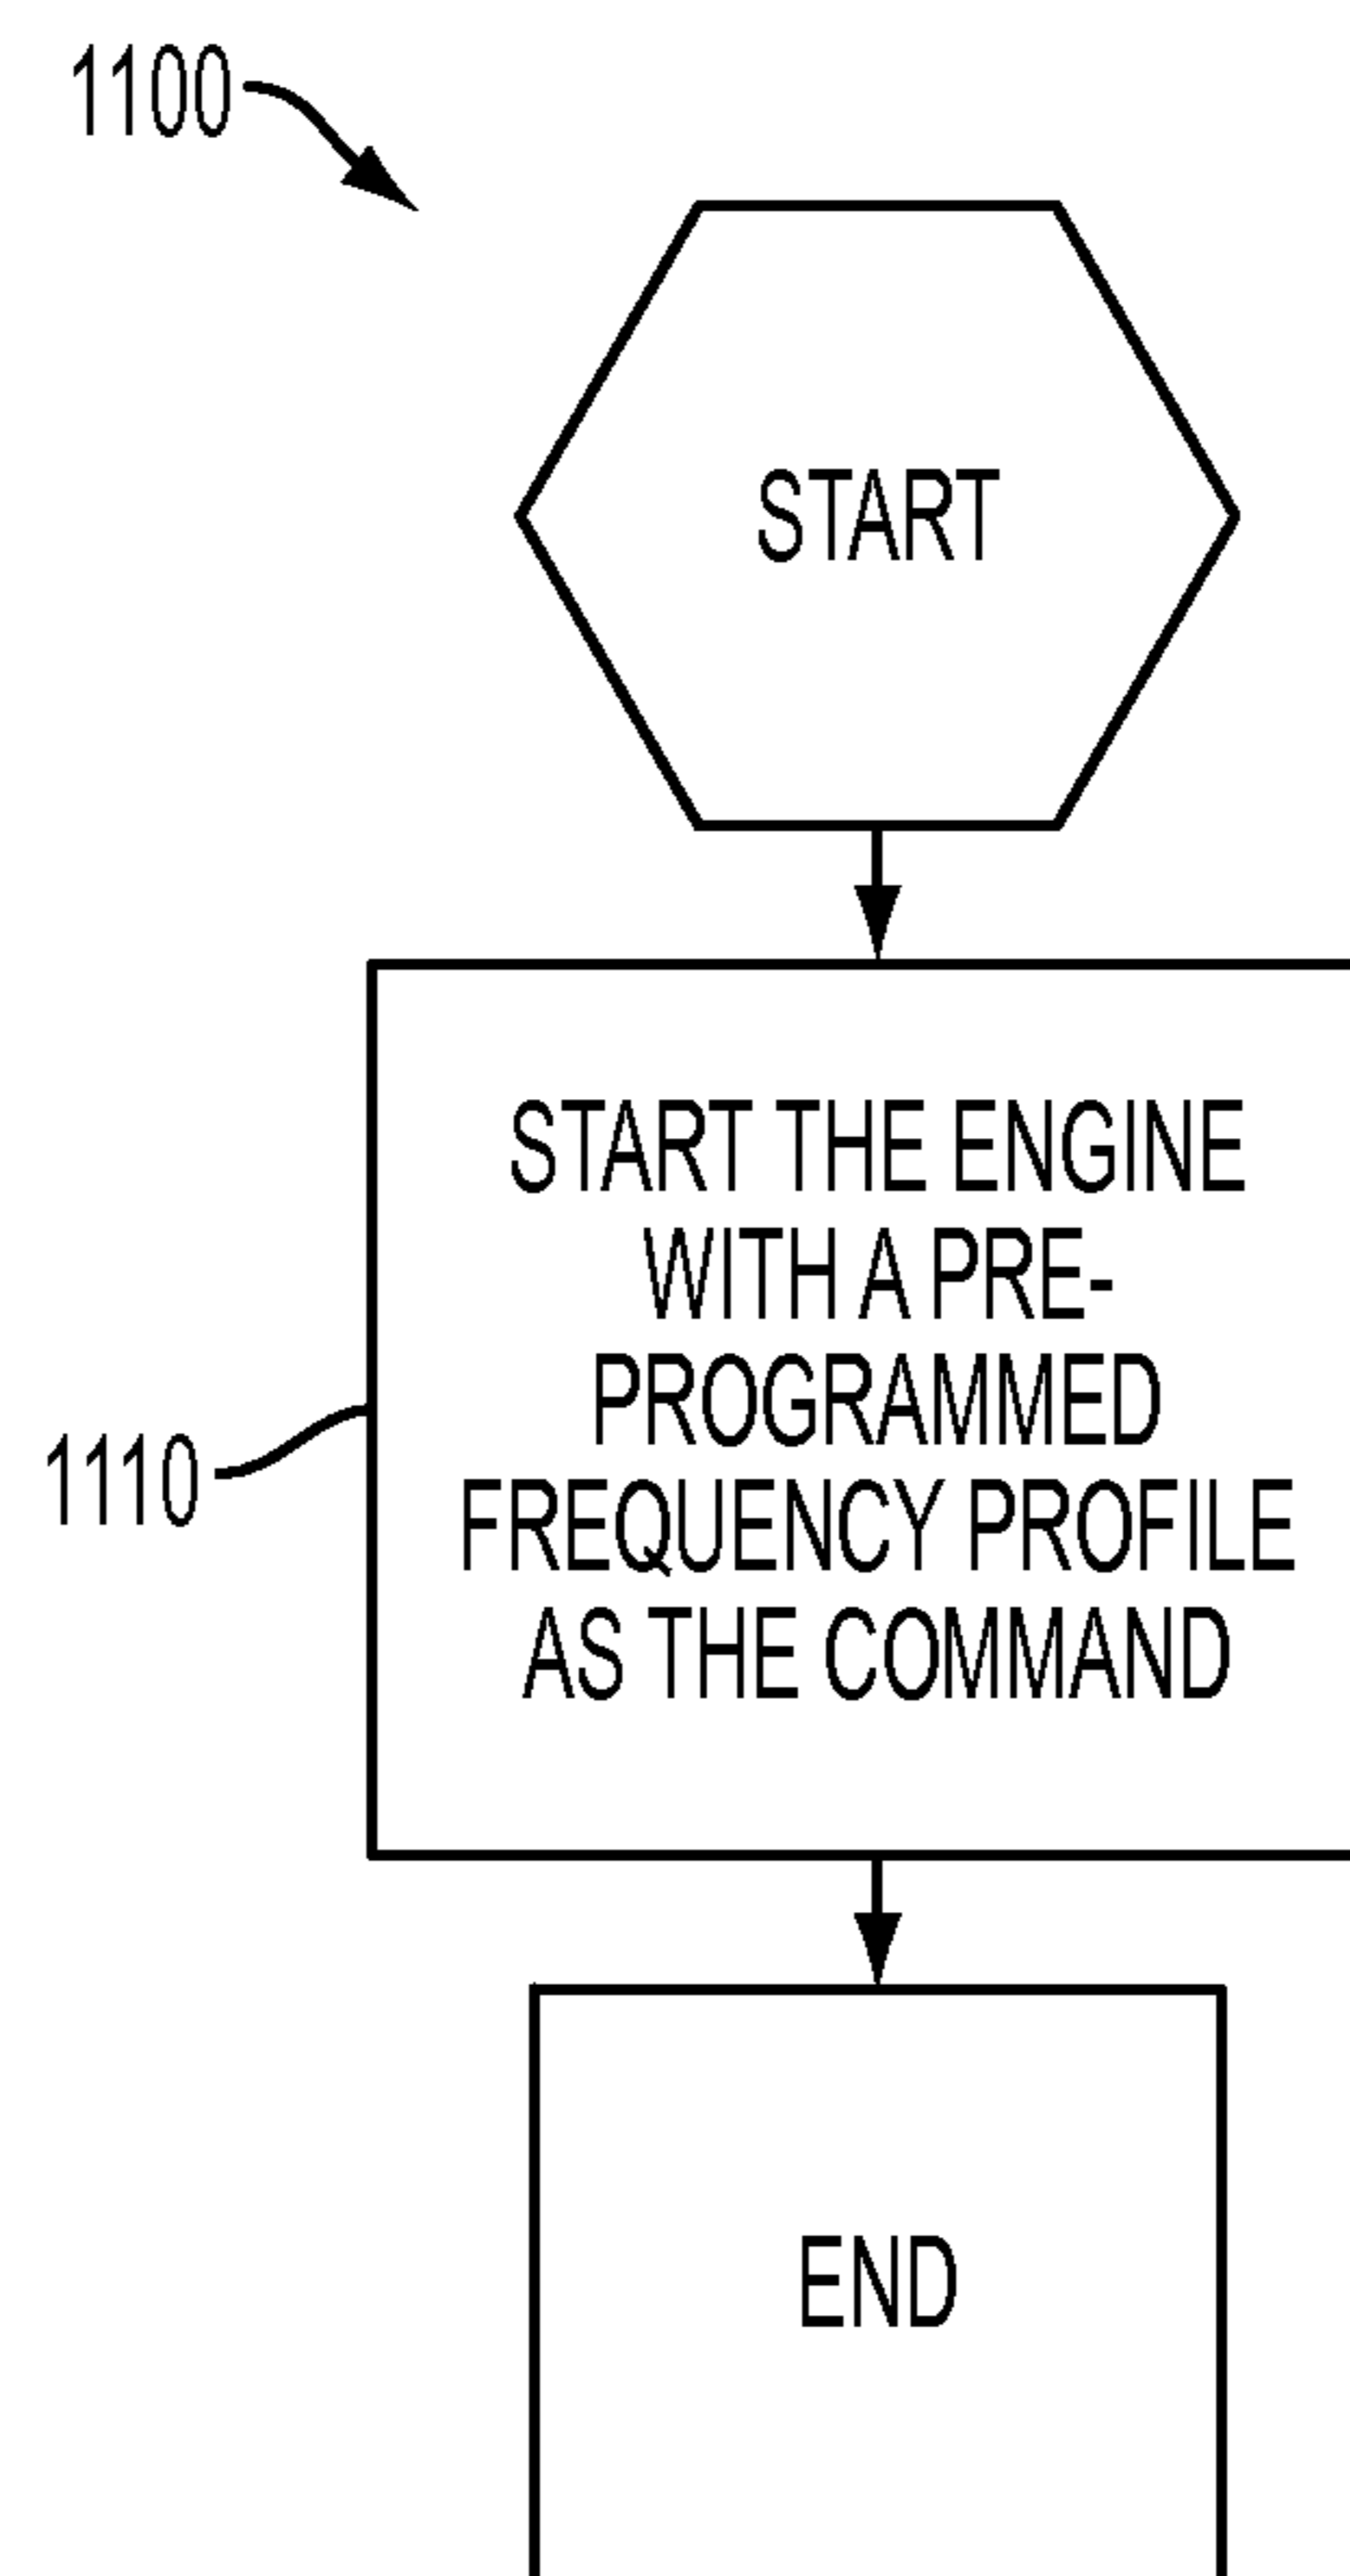 1100
START
START THE ENGINE
WITH A PRE-
PROGRAMMED
FREQUENCY PROFILE
AS THE COMMAND
1110
END